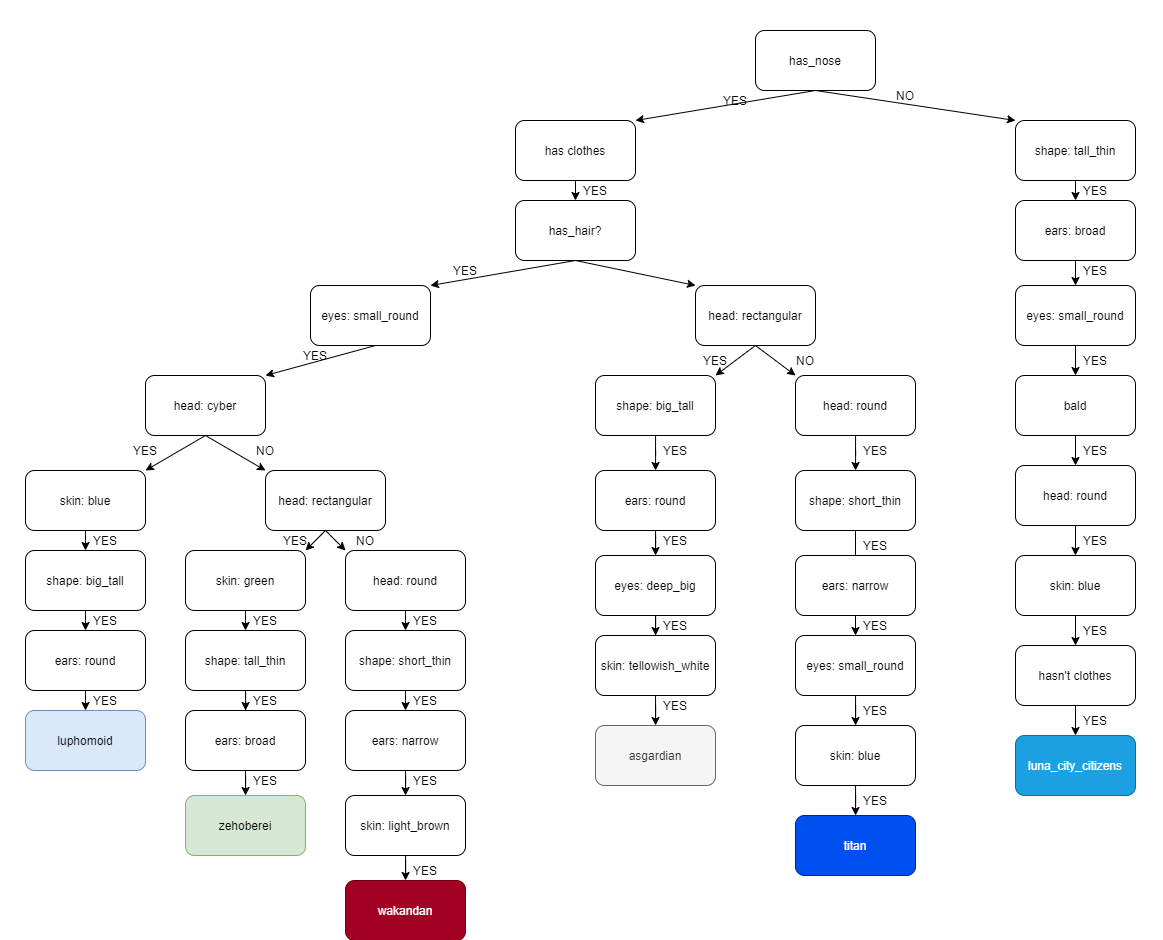 has_nose
YES
NO
has clothes
shape: tall_thin
YES
YES
has_hair?
ears: broad
YES
YES
eyes: small_round
head: rectangular
eyes: small_round
YES
YES
NO
YES
head: cyber
shape: big_tall
head: round
bald
YES
NO
YES
YES
YES
skin: blue
head: rectangular
ears: round
shape: short_thin
head: round
YES
YES
NO
YES
YES
YES
shape: big_tall
skin: green
head: round
eyes: deep_big
ears: narrow
skin: blue
YES
YES
YES
YES
YES
YES
ears: round
shape: tall_thin
shape: short_thin
skin: tellowish_white
eyes: small_round
hasn't clothes
YES
YES
YES
YES
YES
YES
luphomoid
ears: broad
ears: narrow
asgardian
skin: blue
luna_city_citizens
YES
YES
YES
zehoberei
skin: light_brown
titan
YES
wakandan